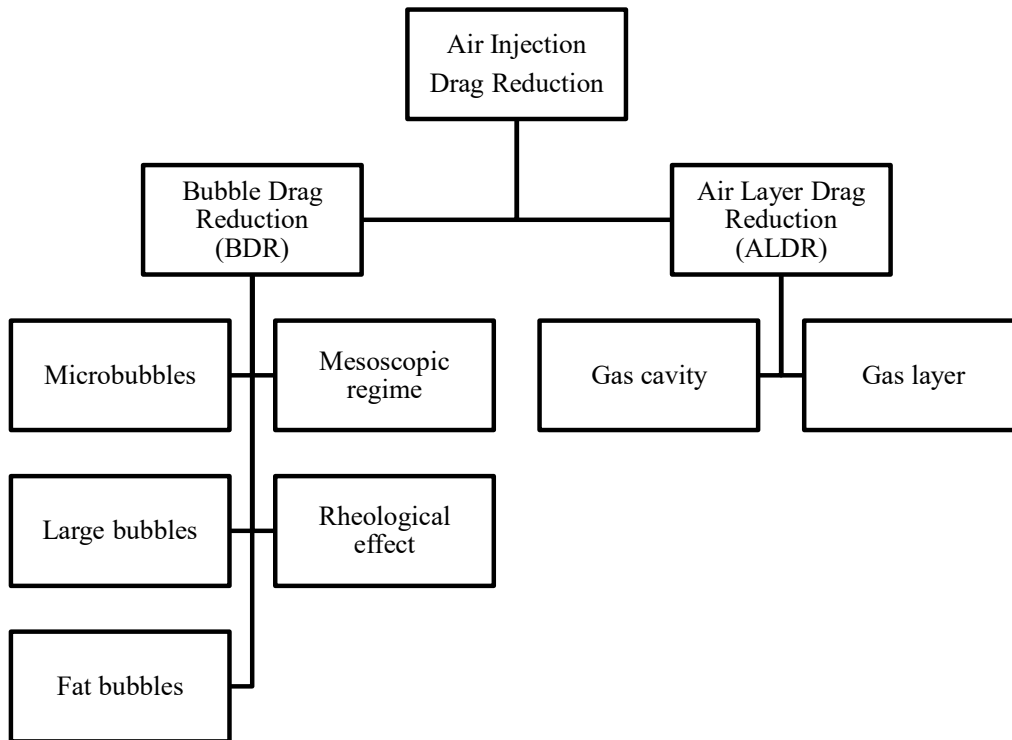 Air Injection
Drag Reduction
Bubble Drag
Reduction
(BDR)
Air Layer Drag
Reduction
(ALDR)
Microbubbles
Mesoscopic
regime
Gas cavity
Gas layer
Large bubbles
Rheological
effect
Fat bubbles